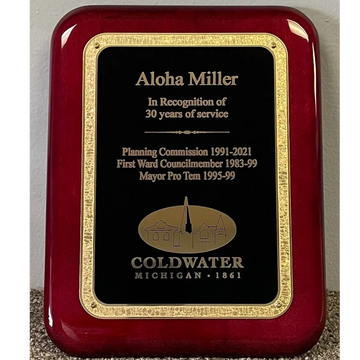 Aloha Miller
In Recognition of
30 years of service
Planning Commission 1991-2021
First Ward Councilmember 1983-99
Mayor Pro Tem 1995-99
COLDWATER
MICHIGAN • 1861